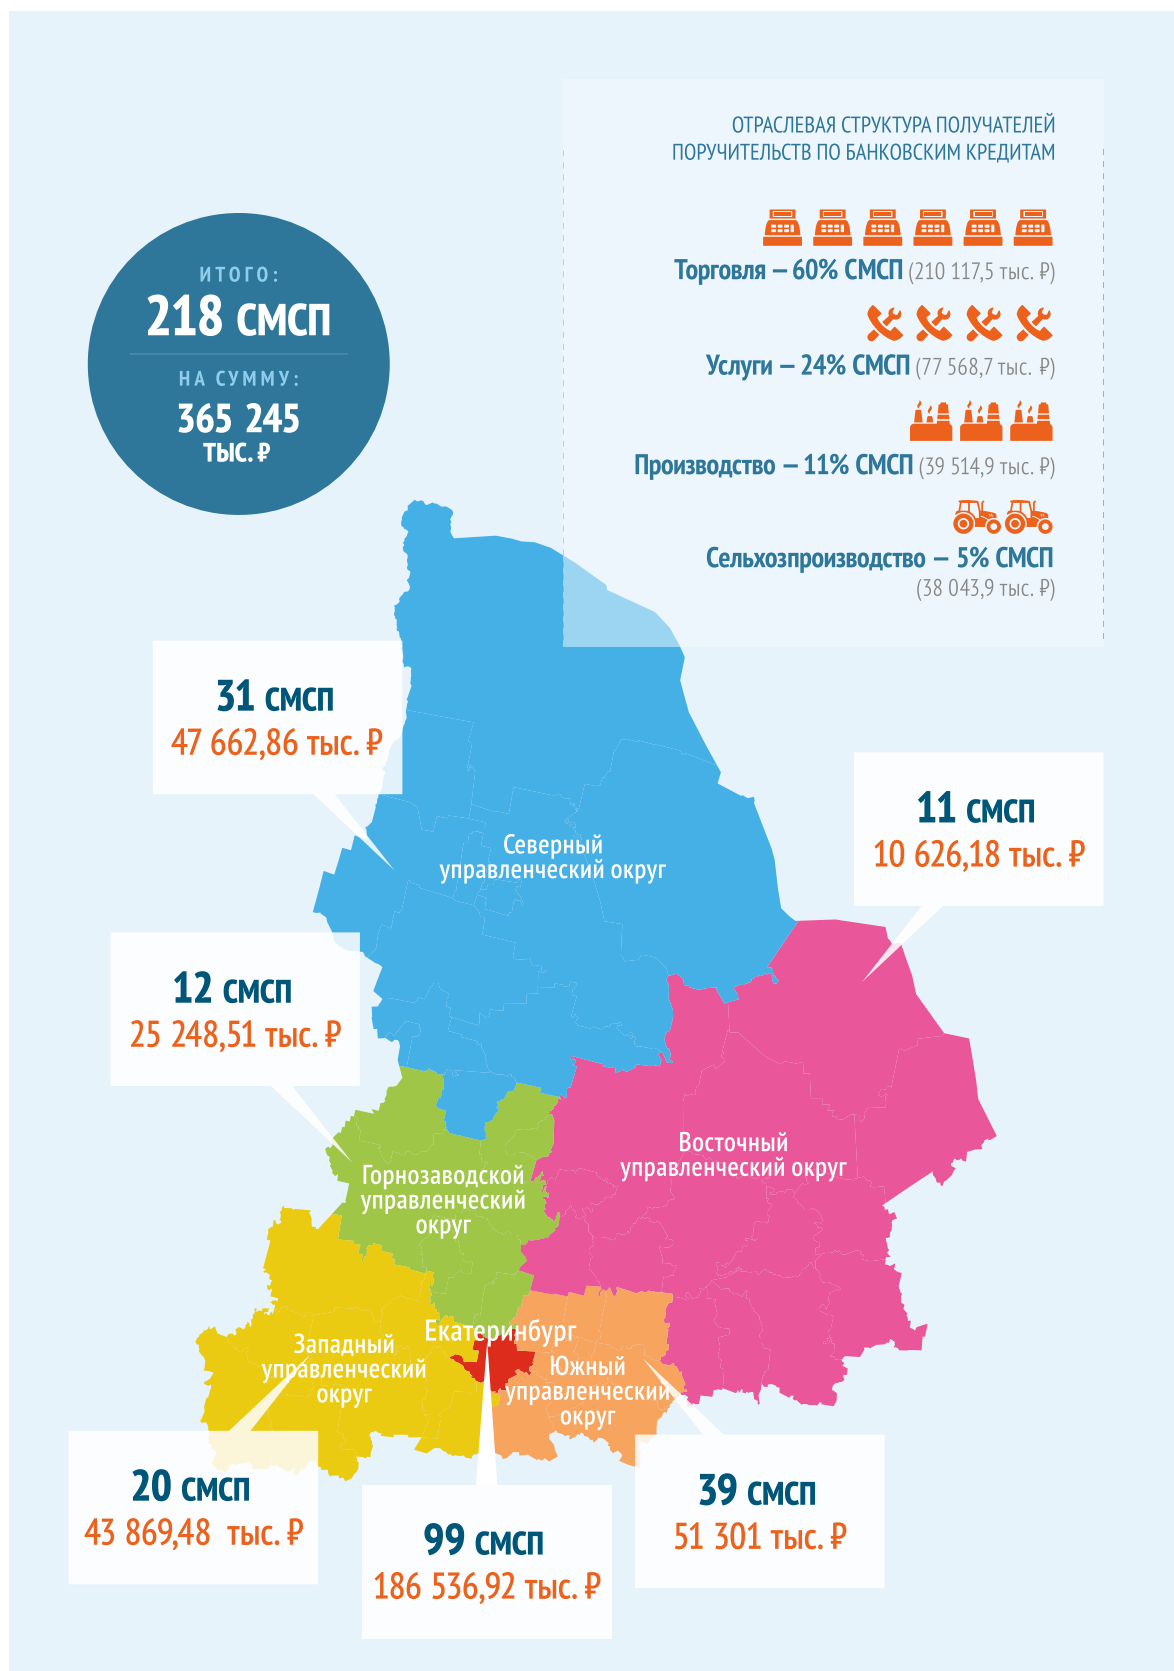 ОТРАСЛЕВАЯ СТРУКТУРА ПОЛУЧАТЕЛЕЙ
ПОРУЧИТЕЛЬСТВ ПО БАНКОВСКИМ КРЕДИТАМ
Торговля – 60% СМСП (210 117,5 тыс. ₽)
Услуги – 24% СМСП (77 568,7 тыс. ₽)
Производство – 11% СМСП (39 514,9 тыс. ₽)
Сельхозпроизводство – 5% СМСП
(38 043,9 тыс. ₽)
ИТОГО:
218 СМСП
НА СУММУ:
365 245
ТЫС. ₽
31 СМСП
47 662,86 тыс. ₽
11 СМСП
10 626,18 тыс. ₽
Северный
управленческий округ
12 СМСП
25 248,51 тыс. ₽
Восточный
управленческий округ
Горнозаводской
управленческий
округ
Екатеринбург
Западный
управленческий
округ
Южный
управленческий
округ
20 СМСП
43 869,48 тыс. ₽
99 СМСП
186 536,92 тыс. ₽
39 СМСП
51 301 тыс. ₽